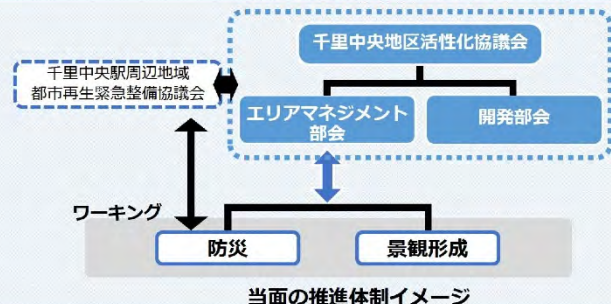 千里中央地区活性化協議会
千里中央駅周辺地域
都市再生緊急整備協議会
エリアマネジメント
部会
開発部会
ワーキング
防災
景観形成
当面の推進体制イメージ